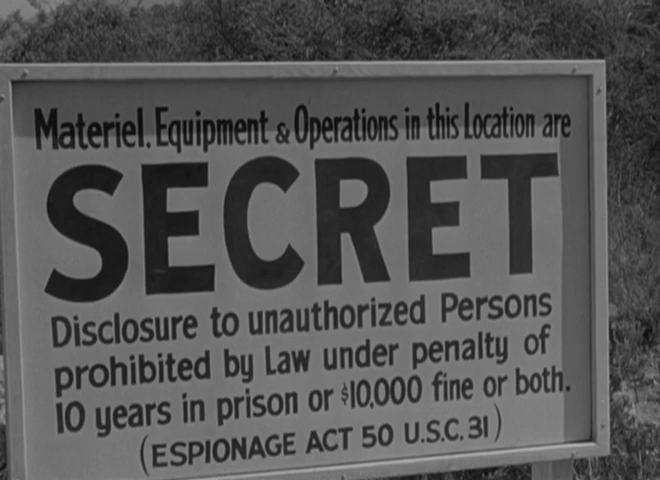 Materiel, Equipment & Operations in this Location are
SECRET
Disclosure to unauthorized Persons
prohibited by Law under penalty of
10 years in prison or $10,000 fine or both.
(ESPIONAGE ACT 50 U.S.C. 31)